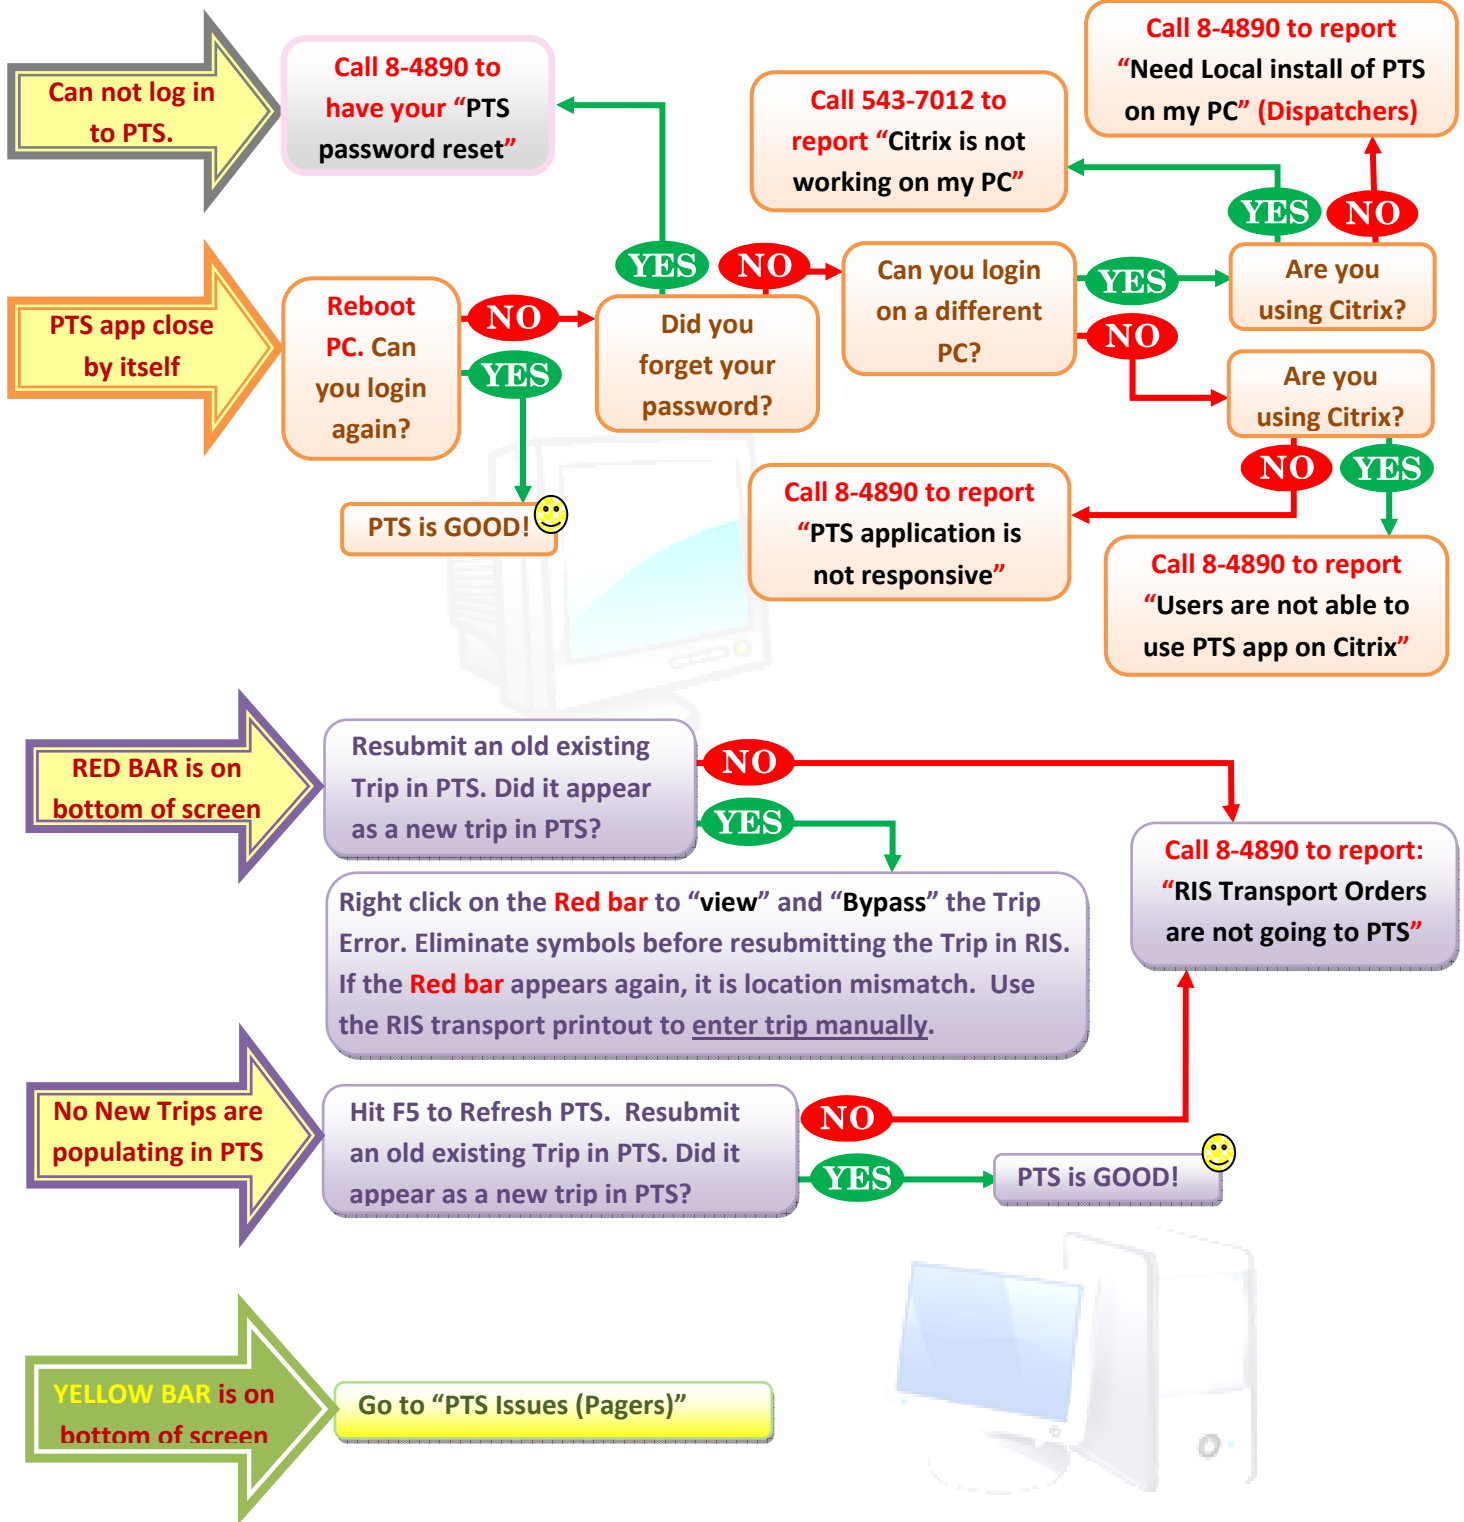 Can not log in
to PTS.
Call 8-4890 to
have your “PTS
password reset”
Call 543-7012 to
report “Citrix is not
working on my PC”
Call 8-4890 to report
“Need Local install of PTS
on my PC” (Dispatchers)
YES
NO
PTS app close
by itself
Reboot
PC. Can
you login
again?
NO
YES
PTS is GOOD!
YES
NO
Did you
forget your
password?
Can you login
on a different
PC?
YES
NO
Are you
using Citrix?
Are you
using Citrix?
NO
YES
Call 8-4890 to report
“PTS application is
not responsive”
Call 8-4890 to report
“Users are not able to
use PTS app on Citrix”
RED BAR is on
bottom of screen
Resubmit an old existing
Trip in PTS. Did it appear
as a new trip in PTS?
NO
YES
Right click on the Red bar to “view” and “Bypass” the Trip
Error. Eliminate symbols before resubmitting the Trip in RIS.
If the Red bar appears again, it is location mismatch.  Use
the RIS transport printout to enter trip manually.
Call 8-4890 to report:
“RIS Transport Orders
are not going to PTS”
No New Trips are
populating in PTS
Hit F5 to Refresh PTS.  Resubmit
an old existing Trip in PTS. Did it
appear as a new trip in PTS?
NO
YES
PTS is GOOD!
YELLOW BAR is on
bottom of screen
Go to “PTS Issues (Pagers)”